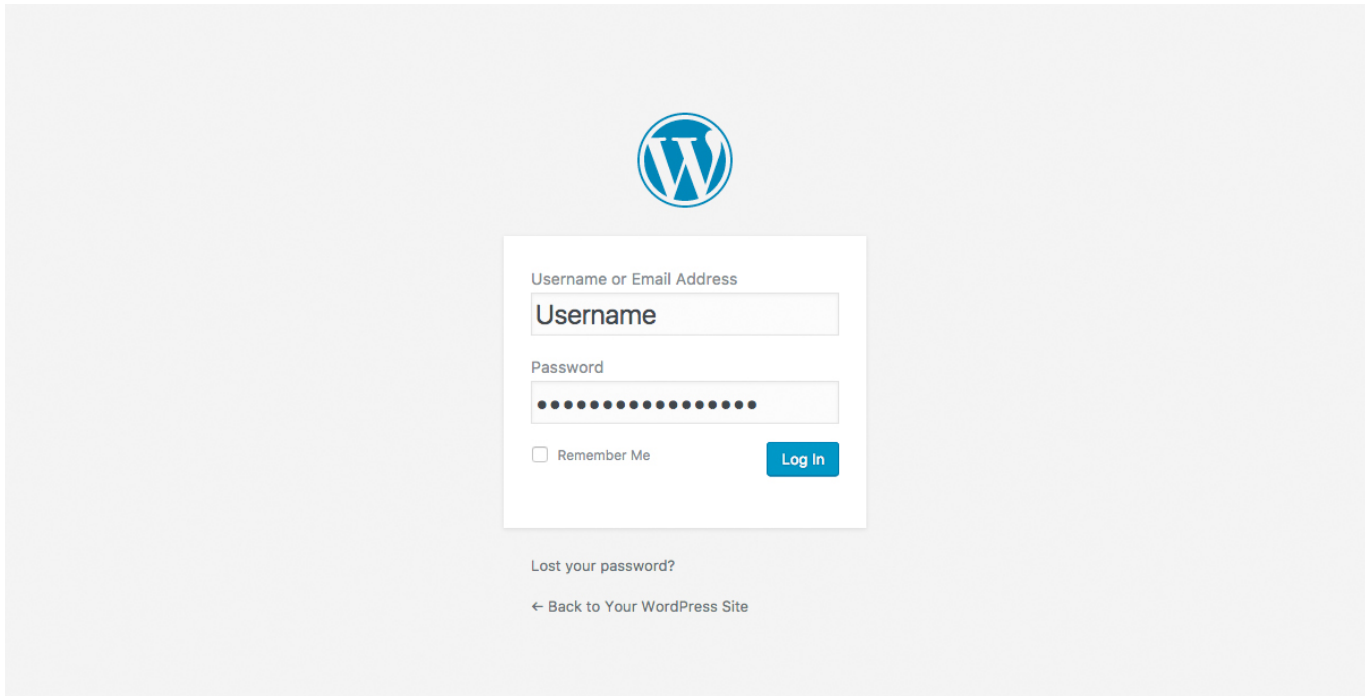 Username or Email Address
Username
Password
•••••••••••••••••
Remember Me
Log In
Lost your password?
← Back to Your WordPress Site